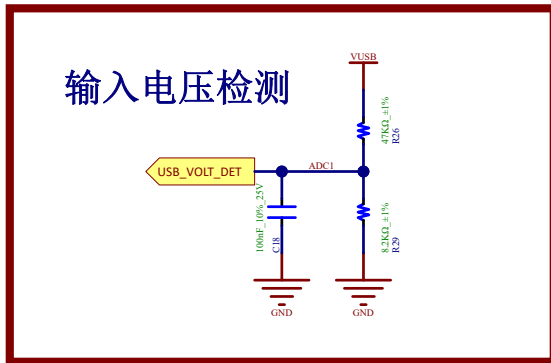 输入电压检测
VUSB
47KΩ_±1%
R26
USB_VOLT_DET
ADC1
100nF_10%_25V
C18
8.2KΩ_±1%
R29
GND
GND